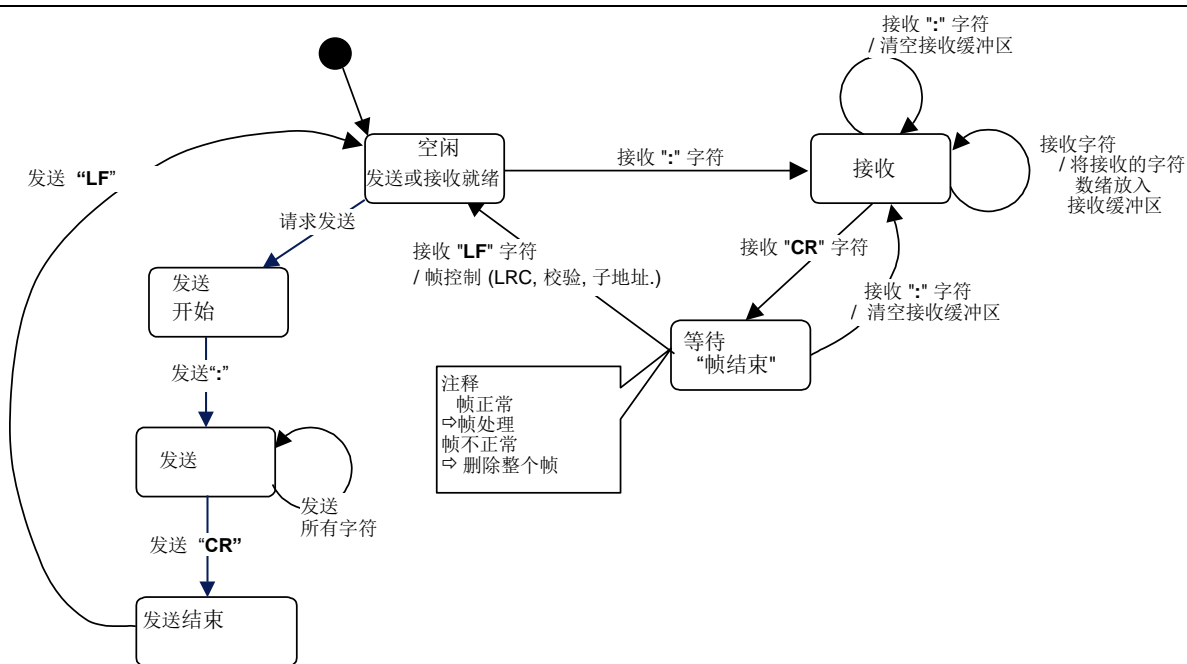 接收 ":" 字符
/ 清空接收缓冲区
空闲
发送或接收就绪
接收 ":" 字符
接收
接收字符
/ 将接收的字符
数绪放入
接收缓冲区
发送 “LF”
请求发送
接收 "LF" 字符
/ 帧控制 (LRC, 校验, 子地址.)
接收 "CR" 字符
发送
开始
接收 ":" 字符
/ 清空接收缓冲区
等待
“帧结束"
发送“:”
注释
帧正常
⇨帧处理
帧不正常
⇨ 删除整个帧
发送
发送
所有字符
发送 “CR”
发送结束